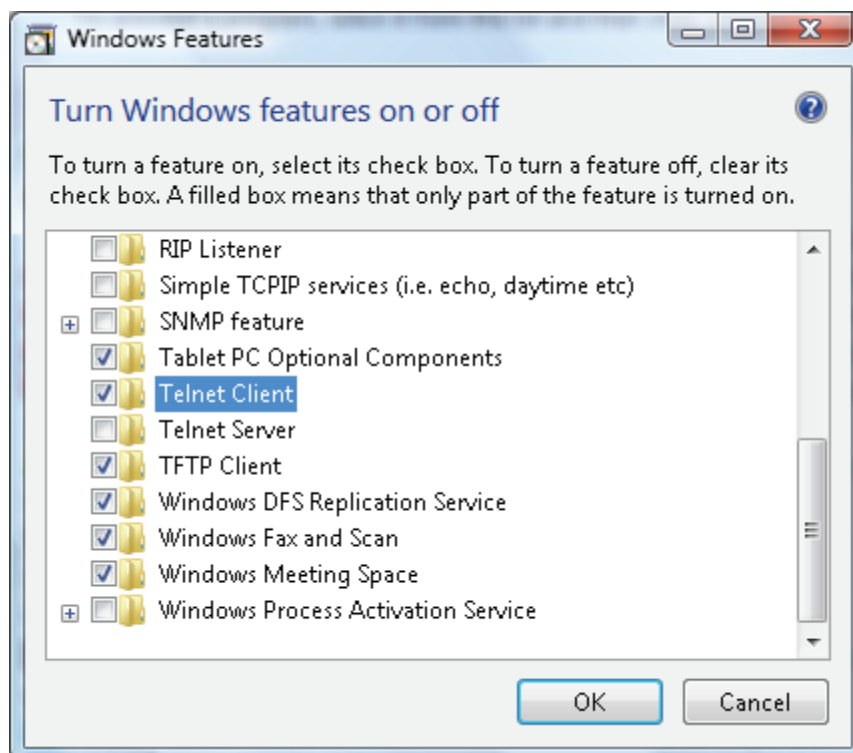 Windows Features
Turn Windows features on or off
To turn a feature on, select its check box. To turn a feature off, clear its
check box. A filled box means that only part of the feature is turned on.
RIP Listener
Simple TCPIP services (i.e. echo, daytime etc)
SNMP feature
Tablet PC Optional Components
Telnet Client
Telnet Server
TFTP Client
Windows DFS Replication Service
Windows Fax and Scan
Windows Meeting Space
Windows Process Activation Service
OK
Cancel